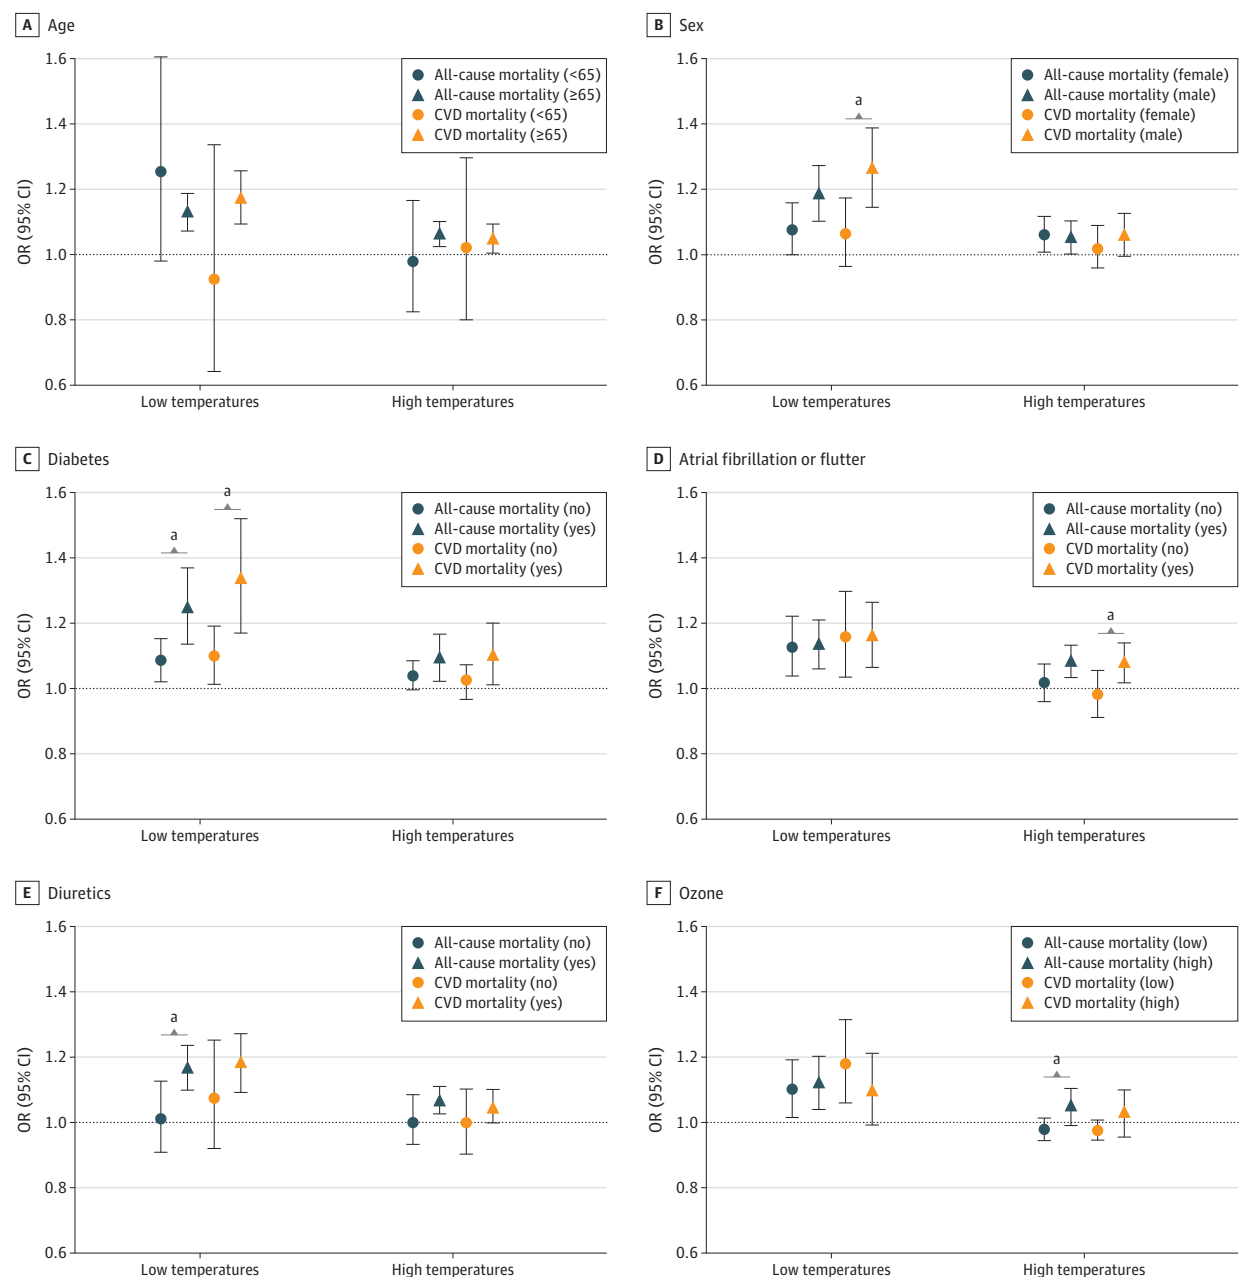 A Age
OR (95% CI)
1.6
1.4
1.2
1.0
0.8
0.6
All-cause mortality (<65)
All-cause mortality (≥65)
CVD mortality (<65)
CVD mortality (≥65)
Low temperatures
High temperatures
B Sex
OR (95% CI)
1.6
1.4
1.2
1.0
0.8
0.6
a
All-cause mortality (female)
All-cause mortality (male)
CVD mortality (female)
CVD mortality (male)
Low temperatures
High temperatures
C Diabetes
OR (95% CI)
1.6
1.4
1.2
1.0
0.8
0.6
a
a
All-cause mortality (no)
All-cause mortality (yes)
CVD mortality (no)
CVD mortality (yes)
Low temperatures
High temperatures
D Atrial fibrillation or flutter
OR (95% CI)
1.6
1.4
1.2
1.0
0.8
0.6
All-cause mortality (no)
All-cause mortality (yes)
CVD mortality (no)
CVD mortality (yes)
a
Low temperatures
High temperatures
E Diuretics
OR (95% CI)
1.6
1.4
1.2
1.0
0.8
0.6
a
All-cause mortality (no)
All-cause mortality (yes)
CVD mortality (no)
CVD mortality (yes)
Low temperatures
High temperatures
F Ozone
OR (95% CI)
1.6
1.4
1.2
1.0
0.8
0.6
All-cause mortality (low)
All-cause mortality (high)
CVD mortality (low)
CVD mortality (high)
a
Low temperatures
High temperatures